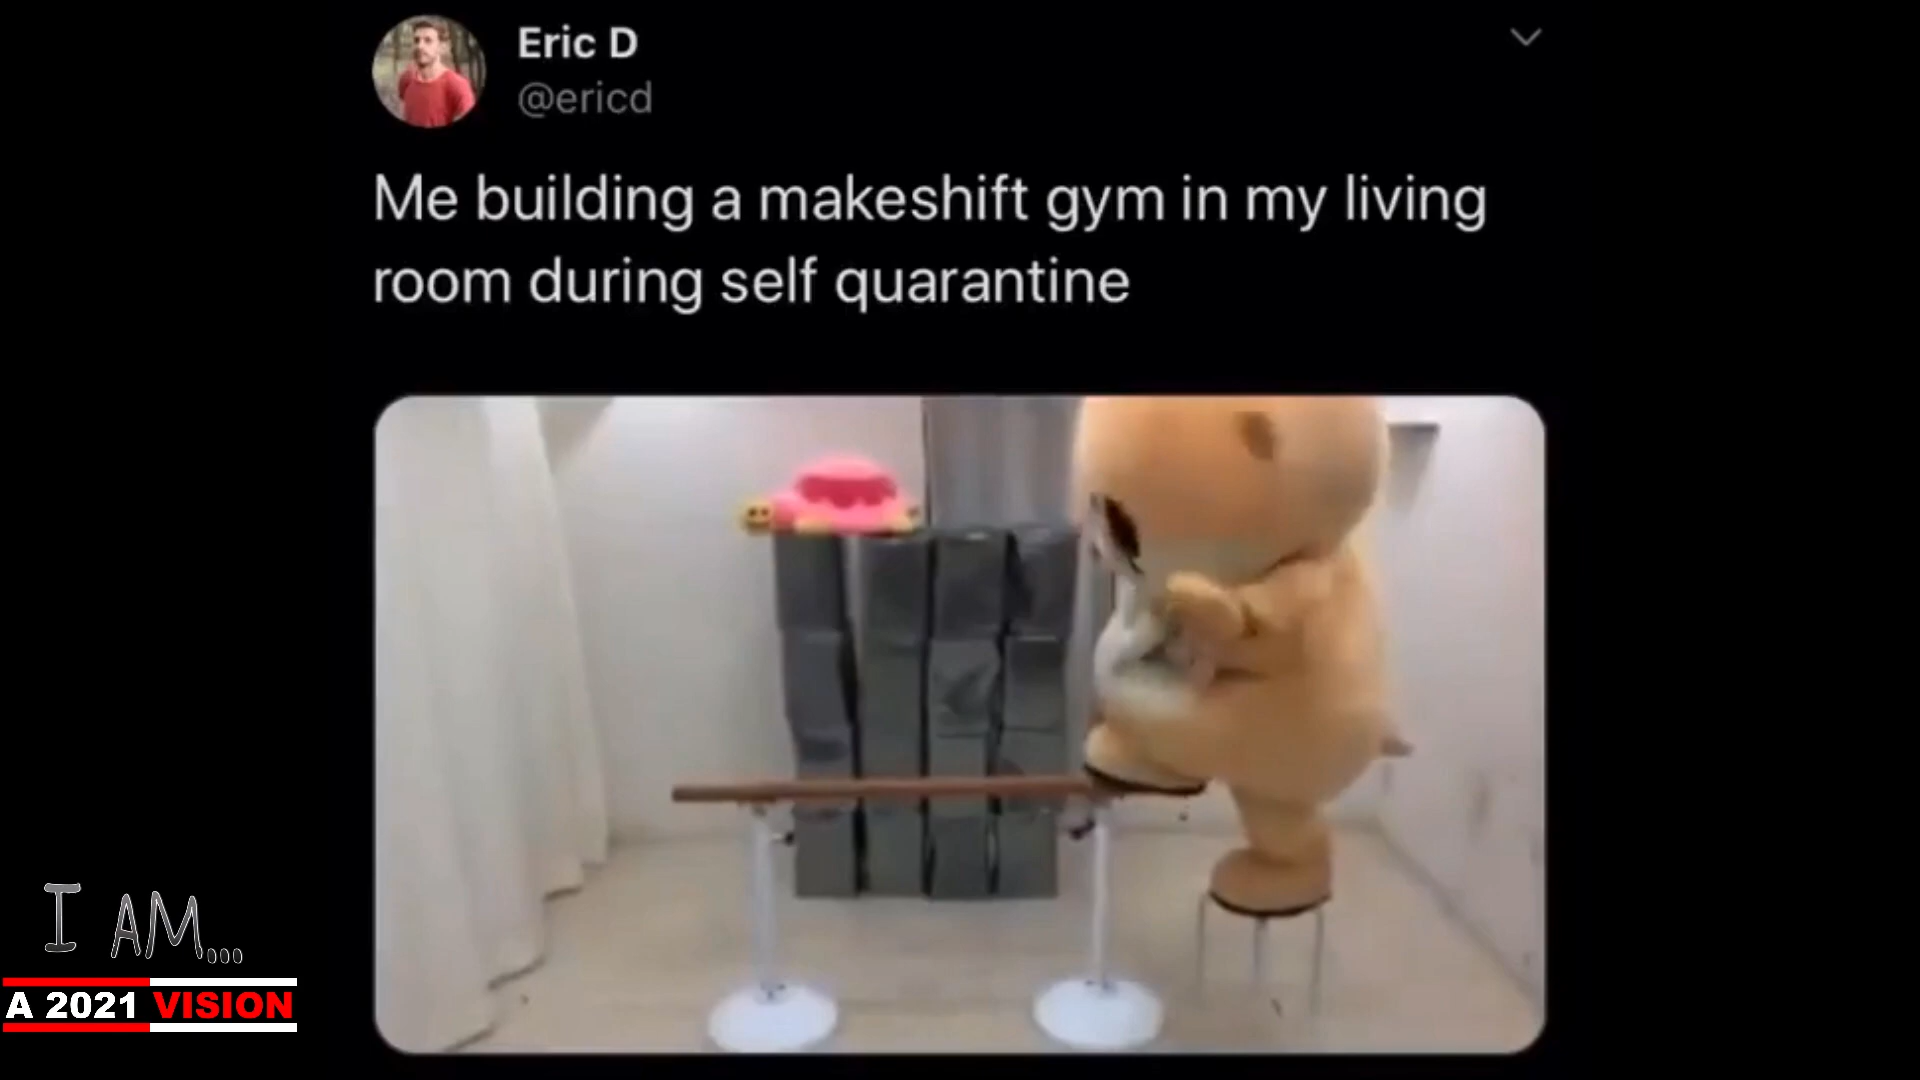 Eric D
@ericd
Me building a makeshift gym in my living
room during self quarantine
I AM...
A 2021 VISION